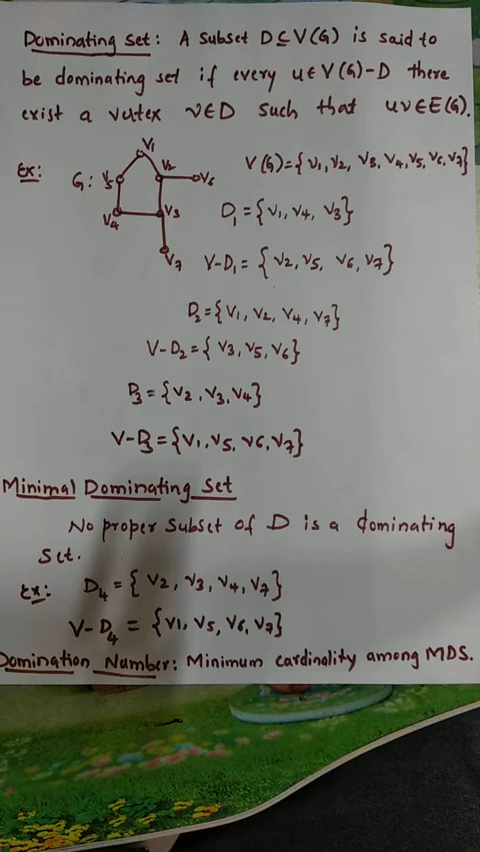 Dominating Set: A Subset D⊆V(G) is said to
be dominating set if every u∈V(G)-D there
exist a vertex v∈D such that uv∈E(G).
Ex: G: V1 V2 V3 V4 V5 V6 V7
V(G)={V1,V2, V3, V4, V5, V6, V7}
D1={V1, V4, V3}
V-D1={V2, V5, V6, V7}
D2={V1, V2, V4, V7}
V-D2={V3, V5, V6}
D3={V2, V3, V4}
V-D3={V1, V5, V6, V7}
Minimal Dominating Set
No proper subset of D is a dominating
Set.
Ex: D4={V2, V3, V4, V7}
V-D4={V1, V5, V6, V7}
Domination Number: Minimum cardinality among MDS.